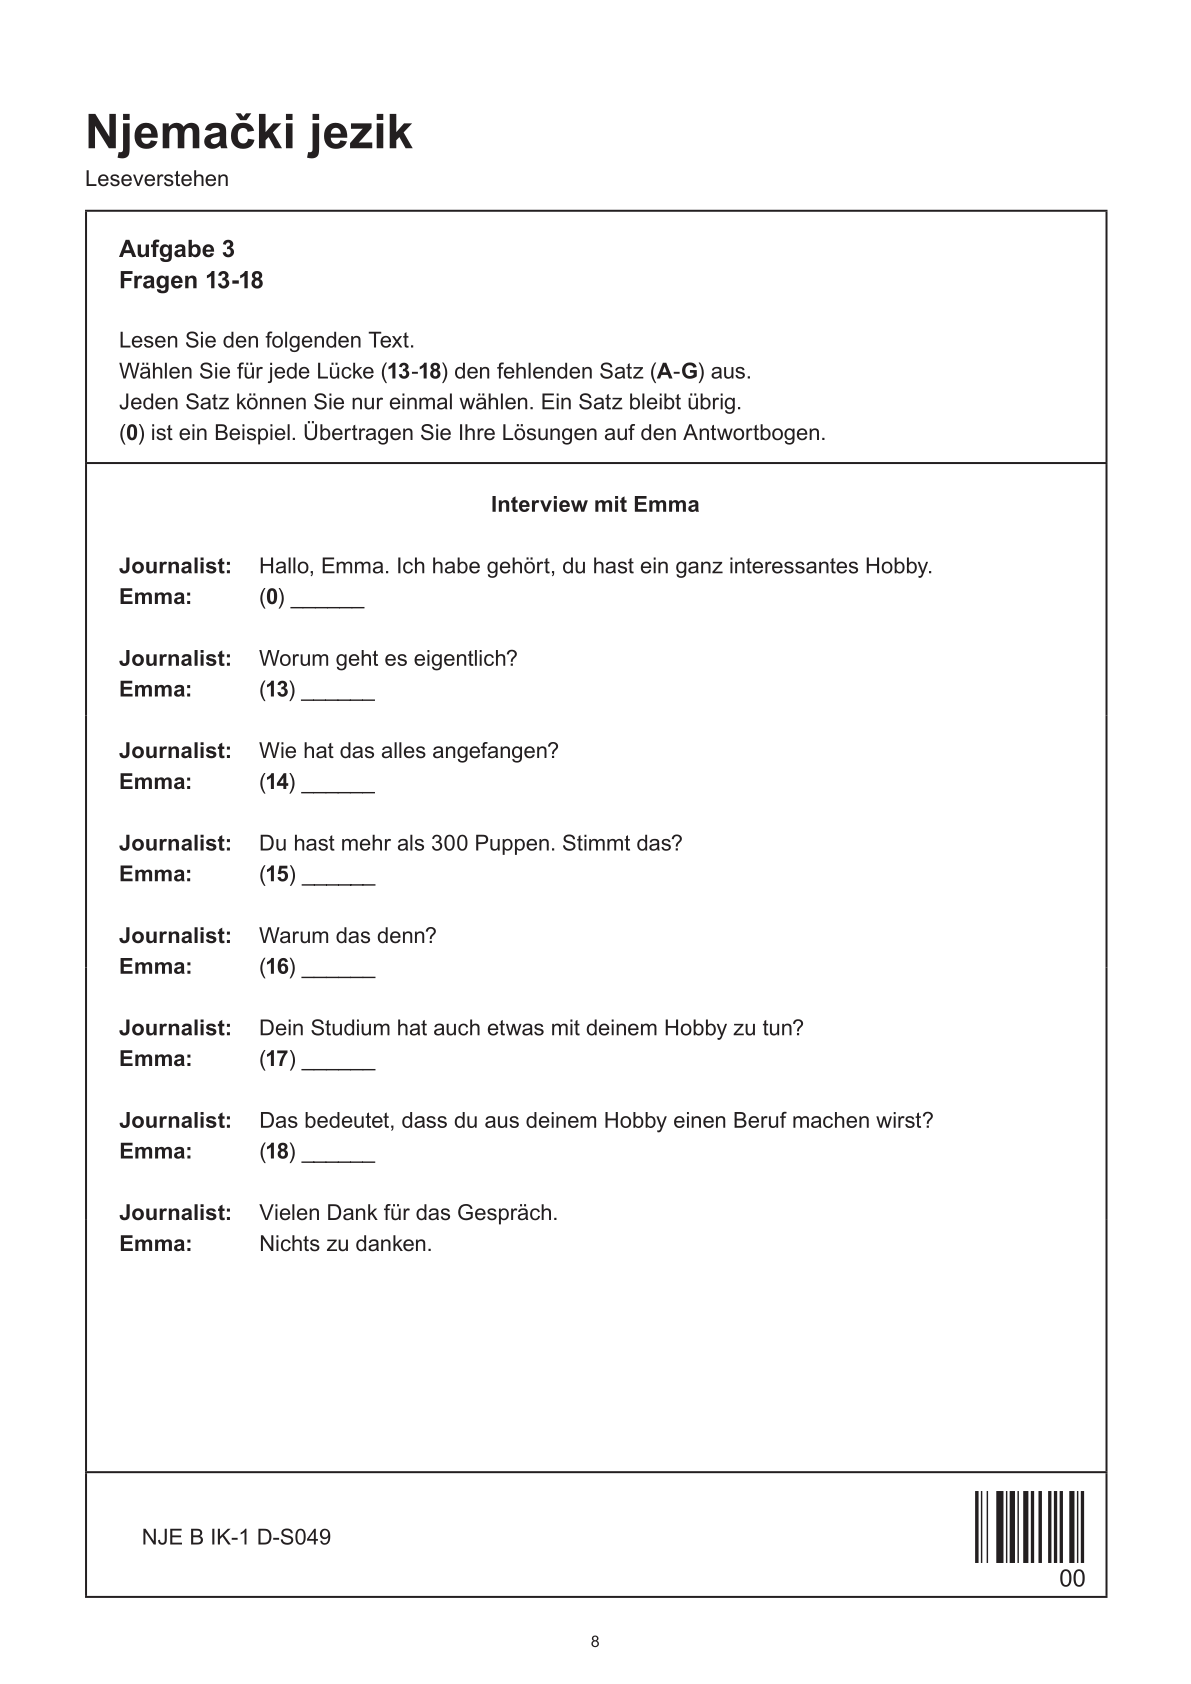 Njemački jezik
Leseverstehen
Aufgabe 3
Fragen 13-18
Lesen Sie den folgenden Text.
Wählen Sie für jede Lücke (13-18) den fehlenden Satz (A-G) aus.
Jeden Satz können Sie nur einmal wählen. Ein Satz bleibt übrig.
(0) ist ein Beispiel. Übertragen Sie Ihre Lösungen auf den Antwortbogen.
Interview mit Emma
Journalist: Hallo, Emma. Ich habe gehört, du hast ein ganz interessantes Hobby.
Emma: (0) ______
Journalist: Worum geht es eigentlich?
Emma: (13) ______
Journalist: Wie hat das alles angefangen?
Emma: (14) ______
Journalist: Du hast mehr als 300 Puppen. Stimmt das?
Emma: (15) ______
Journalist: Warum das denn?
Emma: (16) ______
Journalist: Dein Studium hat auch etwas mit deinem Hobby zu tun?
Emma: (17) ______
Journalist: Das bedeutet, dass du aus deinem Hobby einen Beruf machen wirst?
Emma: (18) ______
Journalist: Vielen Dank für das Gespräch.
Emma: Nichts zu danken.
NJE B IK-1 D-S049
00
8